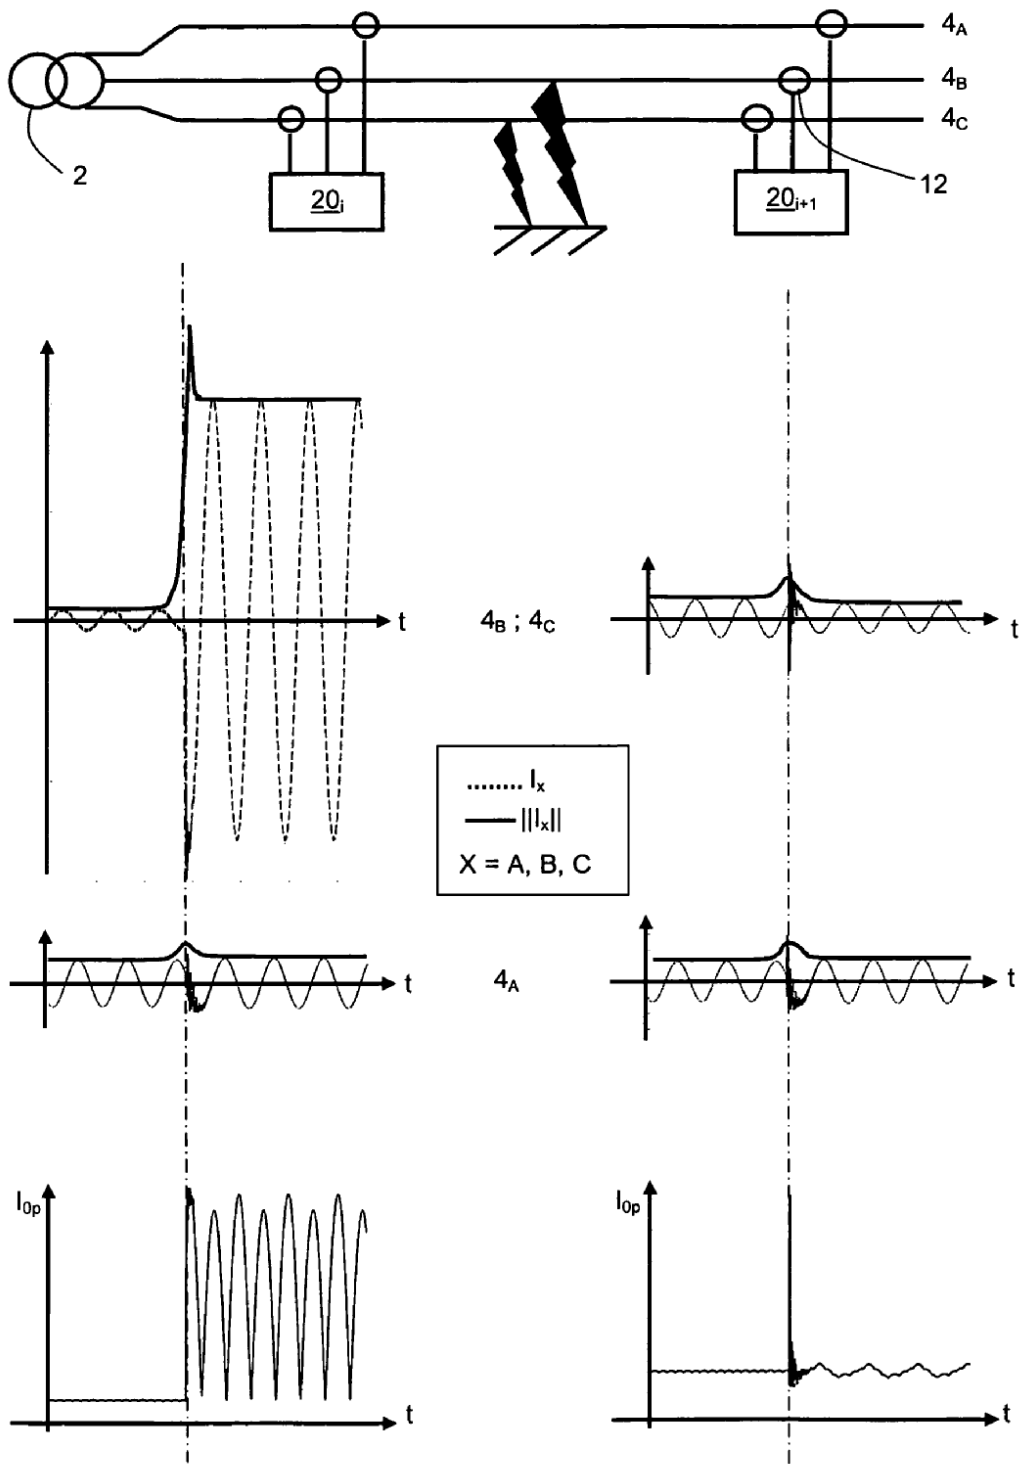 4A
4B
4C
2
20i
20i+1
12
t
4B ; 4C
t
Ix
||Ix||
X = A, B, C
t
4A
t
I0p
t
I0p
t